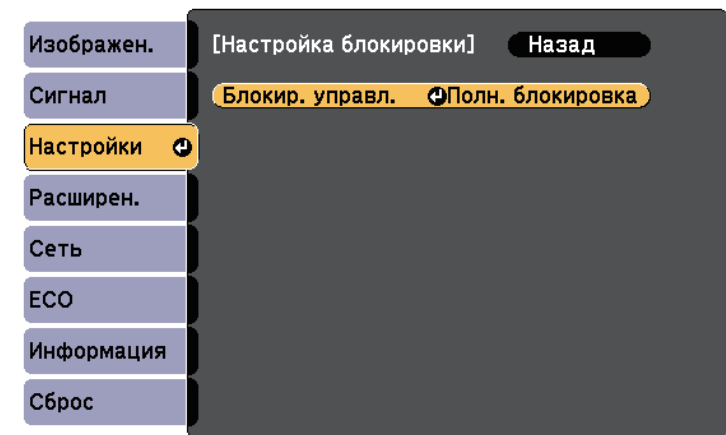 Изображен.
Сигнал
Настройки
Расширен.
Сеть
ECO
Информация
Сброс
[Настройка блокировки] Назад
Блокир. управл. Полн. блокировка